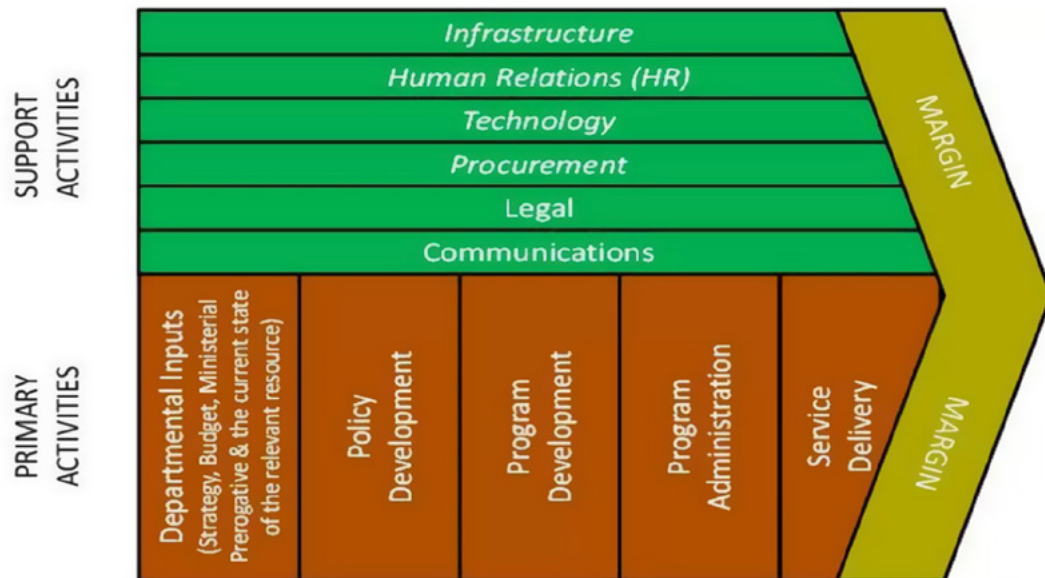 SUPPORT
ACTIVITIES
Infrastructure
Human Relations (HR)
Technology
Procurement
Legal
Communications
MARGIN
PRIMARY
ACTIVITIES
Departmental Inputs
(Strategy, Budget, Ministerial
Prerogative & the current state
of the relevant resource)
Policy
Development
Program
Development
Program
Administration
Service
Delivery
MARGIN